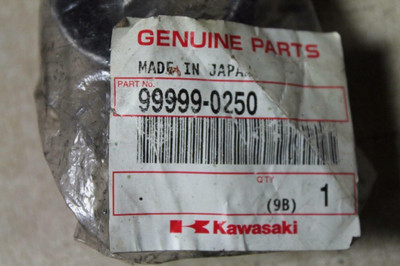 GENUINE PARTS
MADE IN JAPAN
PART No.
99999-0250
QTY
(9B) 1
Kawasaki